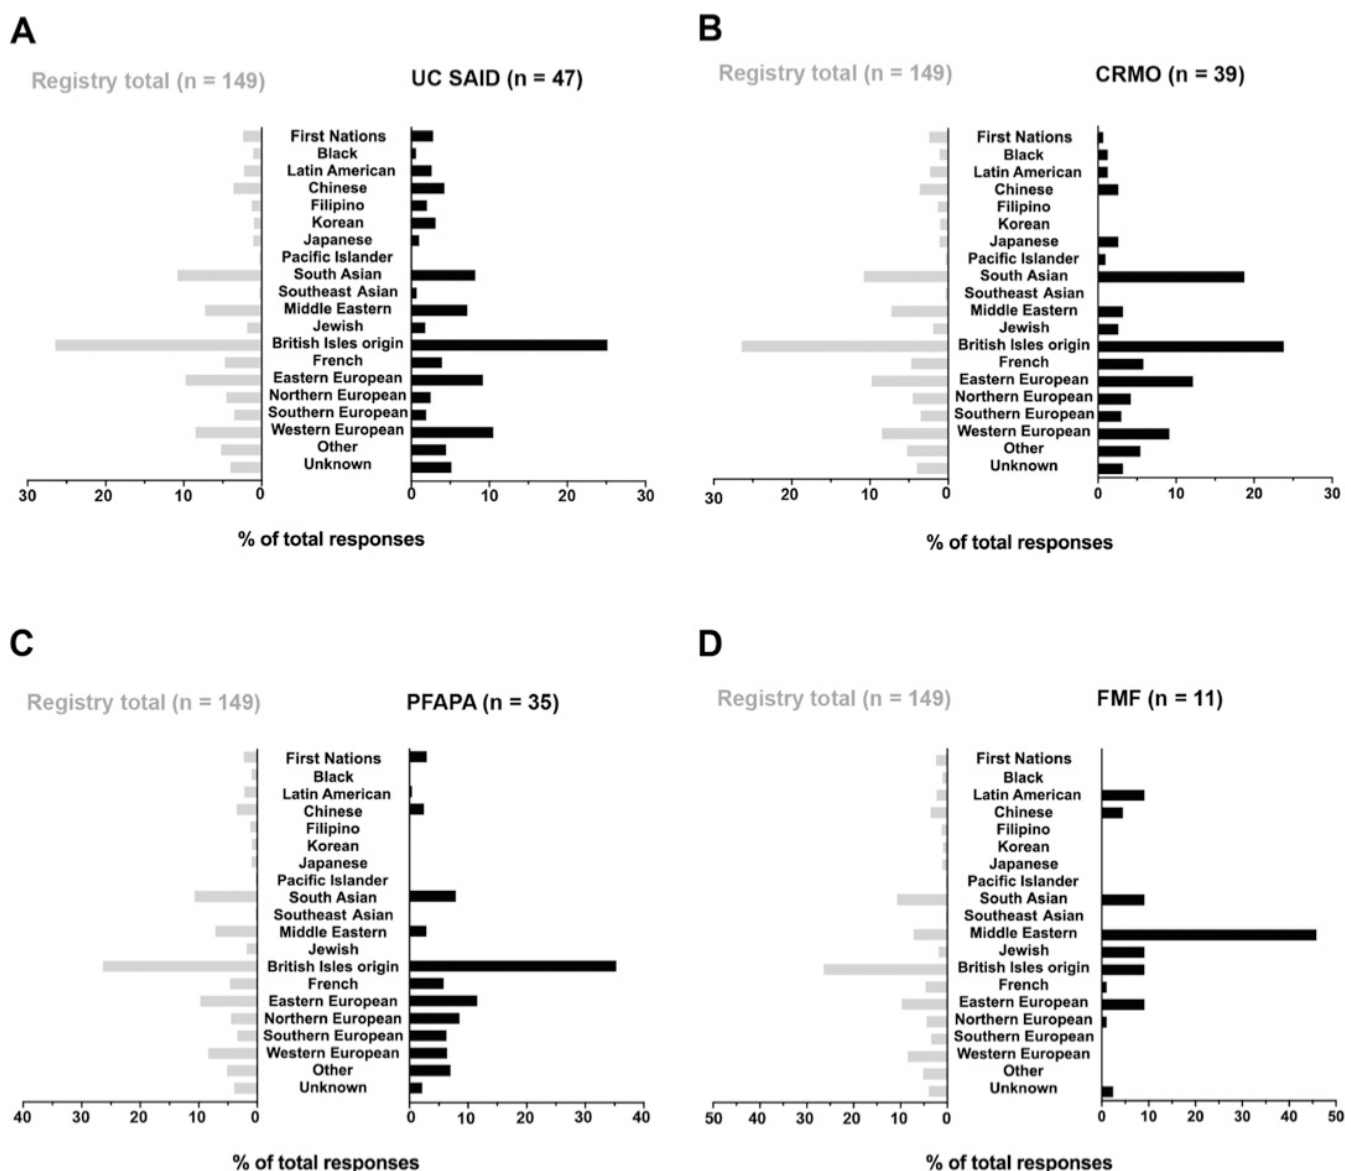 A
Registry total (n = 149)
UC SAID (n = 47)
First Nations
Black
Latin American
Chinese
Filipino
Korean
Japanese
Pacific Islander
South Asian
Southeast Asian
Middle Eastern
Jewish
British Isles origin
French
Eastern European
Northern European
Southern European
Western European
Other
Unknown
30 20 10 0 0 10 20 30
% of total responses
B
Registry total (n = 149)
CRMO (n = 39)
First Nations
Black
Latin American
Chinese
Filipino
Korean
Japanese
Pacific Islander
South Asian
Southeast Asian
Middle Eastern
Jewish
British Isles origin
French
Eastern European
Northern European
Southern European
Western European
Other
Unknown
30 20 10 0 0 10 20 30
% of total responses
C
Registry total (n = 149)
PFAPA (n = 35)
First Nations
Black
Latin American
Chinese
Filipino
Korean
Japanese
Pacific Islander
South Asian
Southeast Asian
Middle Eastern
Jewish
British Isles origin
French
Eastern European
Northern European
Southern European
Western European
Other
Unknown
40 30 20 10 0 0 10 20 30 40
% of total responses
D
Registry total (n = 149)
FMF (n = 11)
First Nations
Black
Latin American
Chinese
Filipino
Korean
Japanese
Pacific Islander
South Asian
Southeast Asian
Middle Eastern
Jewish
British Isles origin
French
Eastern European
Northern European
Southern European
Western European
Other
Unknown
50 40 30 20 10 0 0 10 20 30 40 50
% of total responses